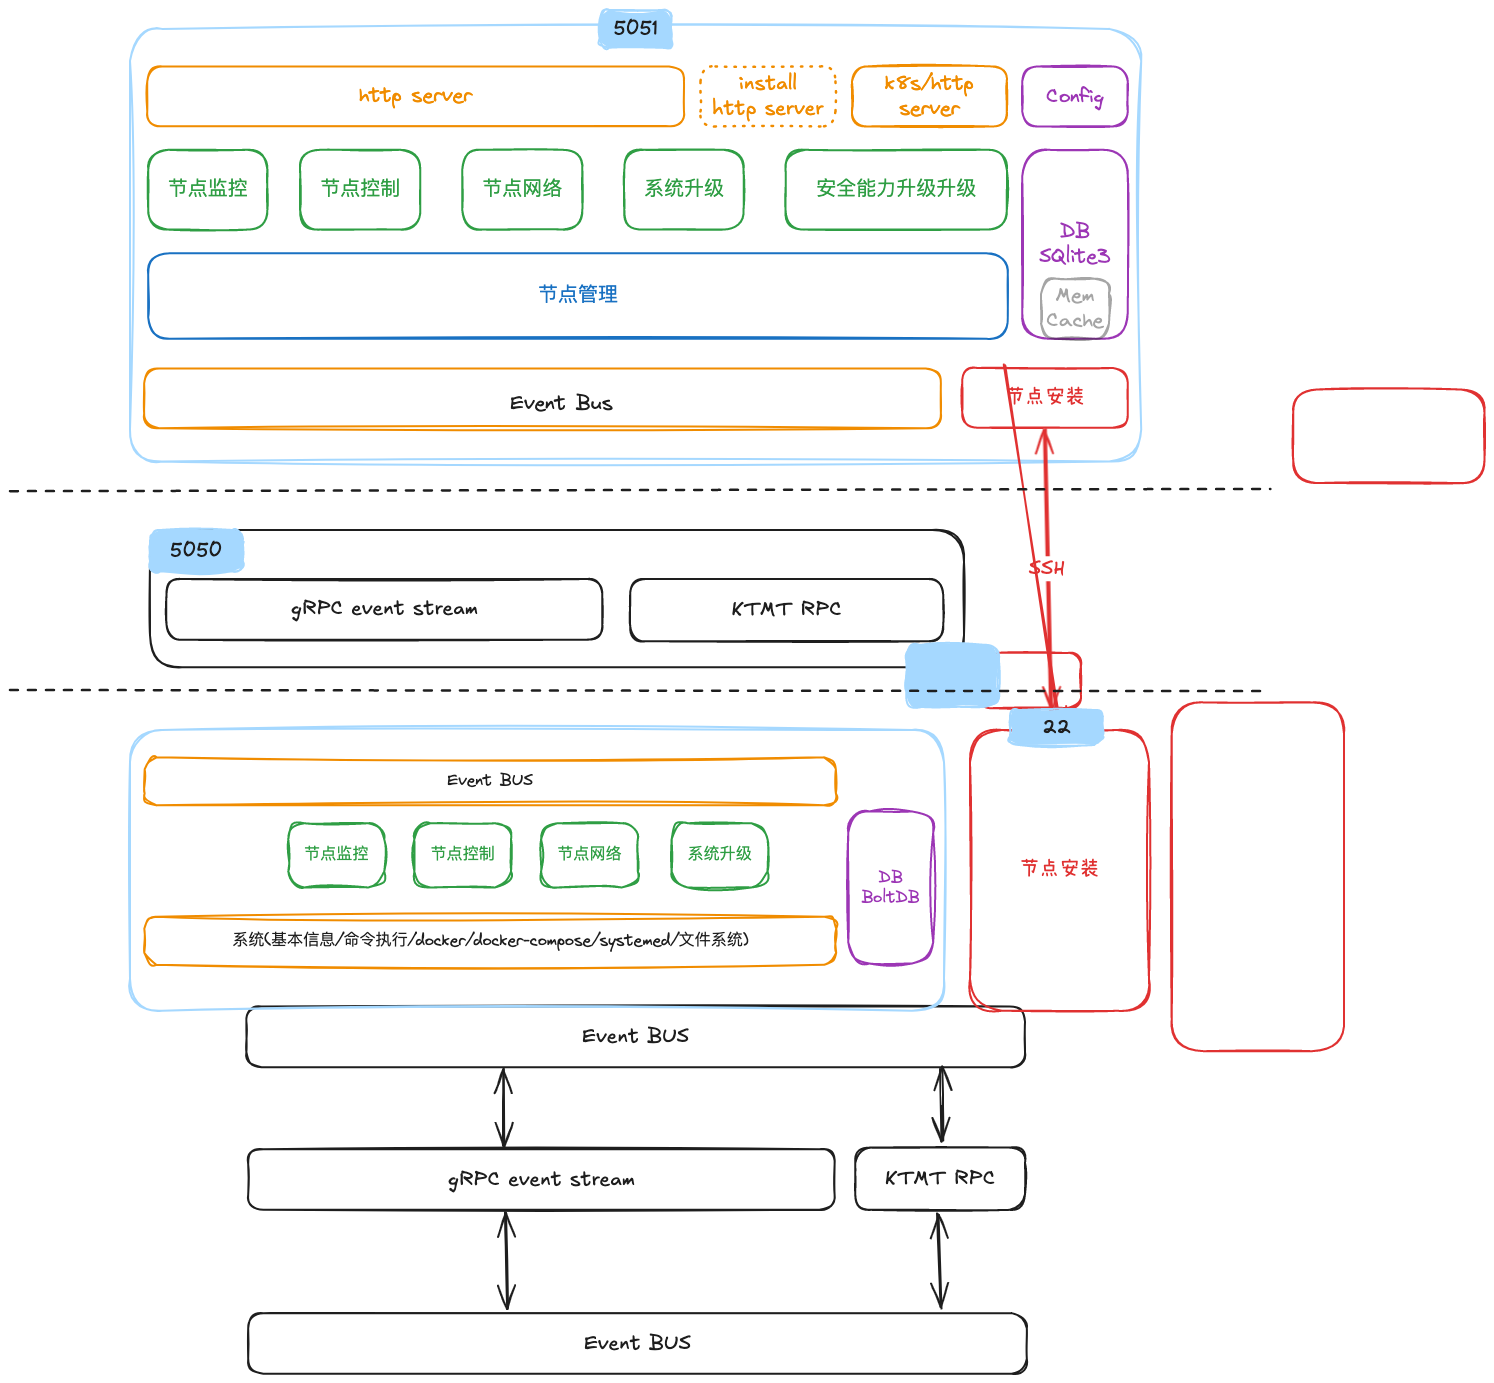 5051
http server
install
http server
k8s/http
server
Config
节点监控
节点控制
节点网络
系统升级
安全能力升级升级
DB
SQlite3
Mem
Cache
节点管理
Event Bus
节点安装
SSH
5050
gRPC event stream
KTMT RPC
22
Event BUS
节点监控
节点控制
节点网络
系统升级
DB
BoltDB
节点安装
系统(基本信息/命令执行/docker/docker-compose/systemed/文件系统)
Event BUS
gRPC event stream
KTMT RPC
Event BUS